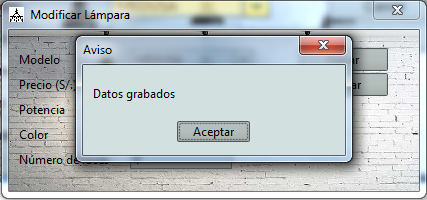 Modificar Lámpara
Aviso
Modelo
Datos grabados
Precio (S/.
Potencia
Aceptar
Color
Número de